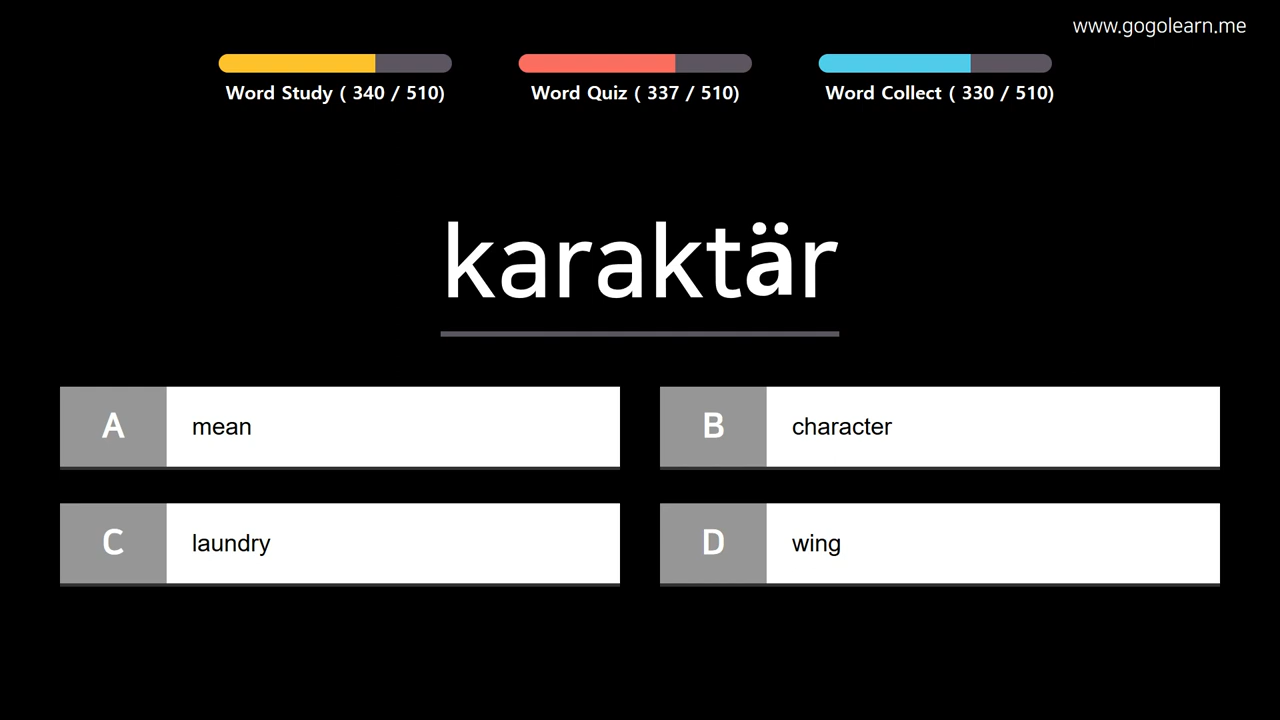 www.gogolearn.me
Word Study ( 340 / 510)
Word Quiz ( 337 / 510)
Word Collect ( 330 / 510)
karaktär
A mean
B character
C laundry
D wing